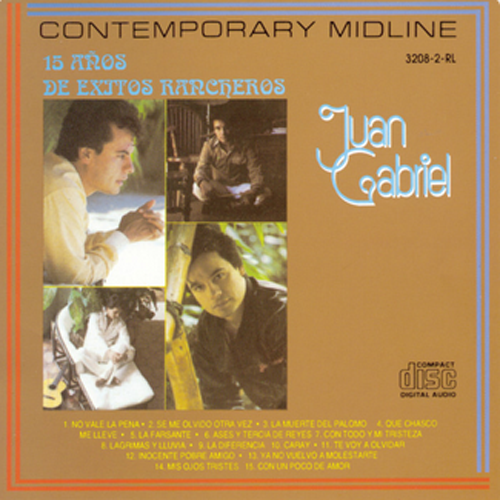 CONTEMPORARY MIDLINE
15 AÑOS
DE EXITOS RANCHEROS
3208-2-RL
Juan
Gabriel
COMPACT
disc
DIGITAL AUDIO
1. NO VALE LA PENA • 2. SE ME OLVIDO OTRA VEZ • 3. LA MUERTE DEL PALOMO 4. QUE CHASCO
ME LLEVE • 5. LA FARSANTE • 6. ASES Y TERCIA DE REYES 7. CON TODO Y MI TRISTEZA
8. LAGRIMAS Y LLUVIA • 9. LA DIFERENCIA • 10. CARAY • 11. TE VOY A OLVIDAR
12. INOCENTE POBRE AMIGO • 13. YA NO VUELVO A MOLESTARTE
14. MIS OJOS TRISTES • 15. CON UN POCO DE AMOR